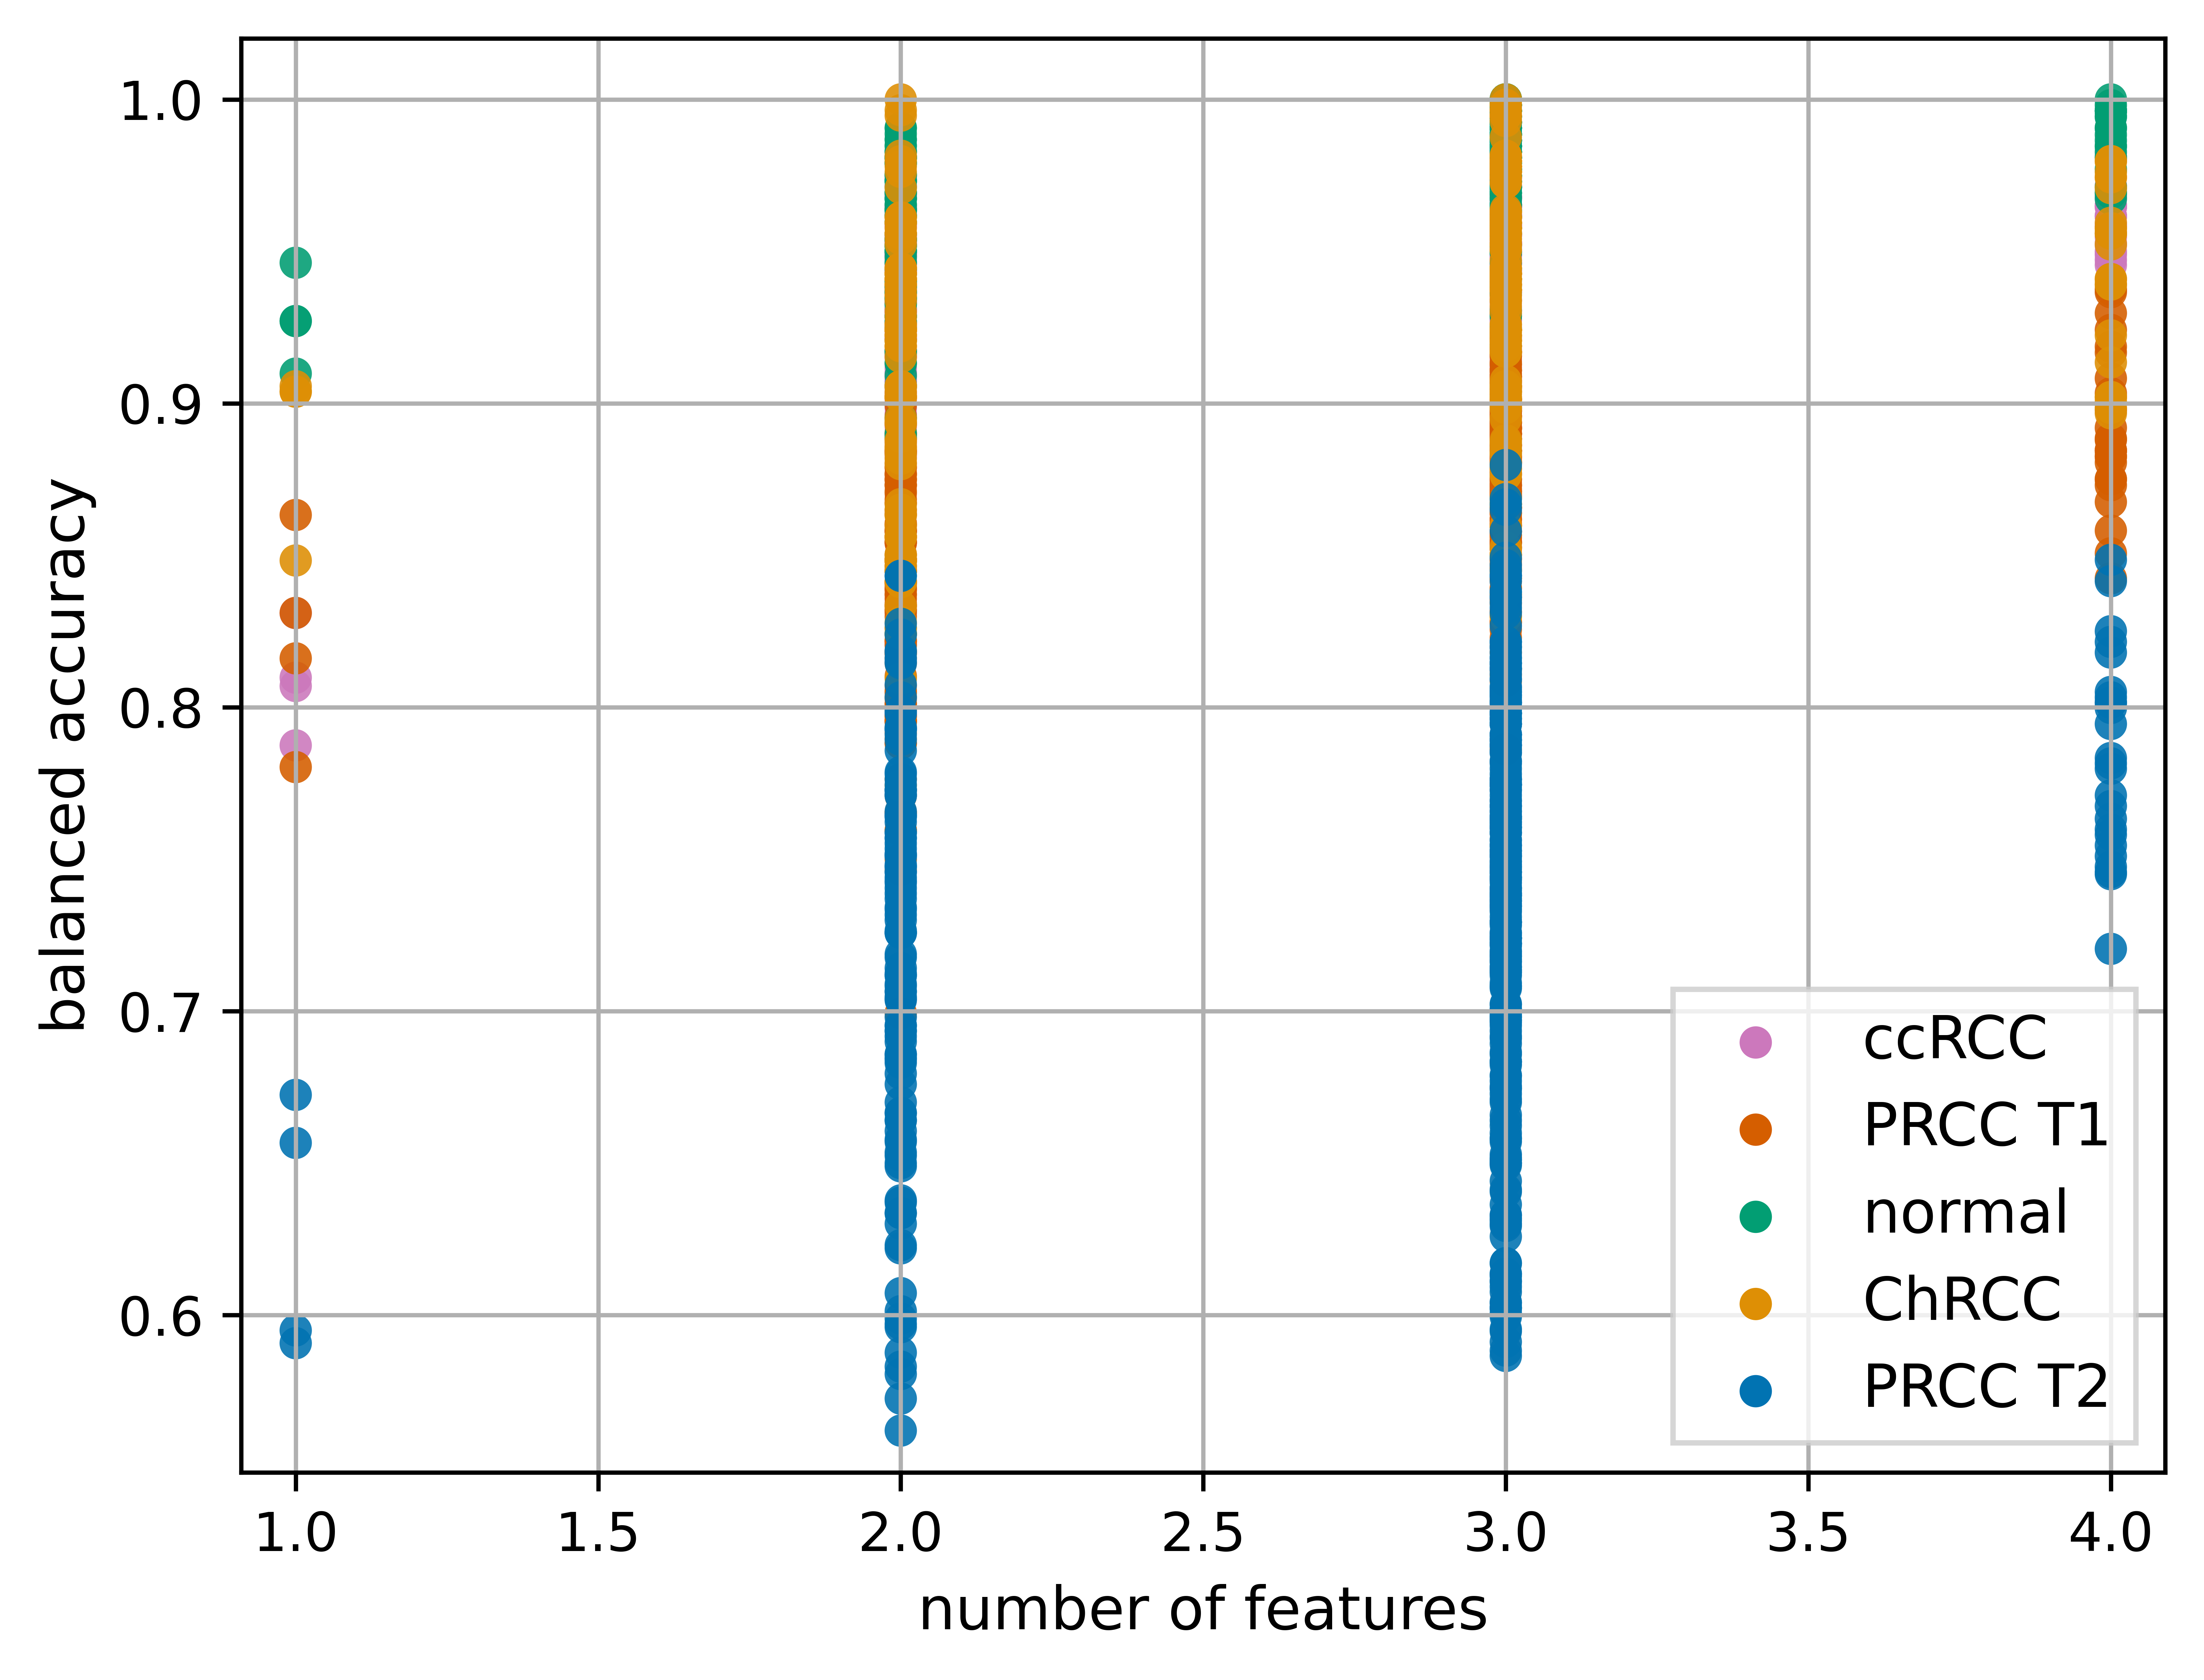 1.0
0.9
0.8
0.7
0.6
balanced accuracy
ccRCC
PRCC T1
normal
ChRCC
PRCC T2
1.0 1.5 2.0 2.5 3.0 3.5 4.0
number of features